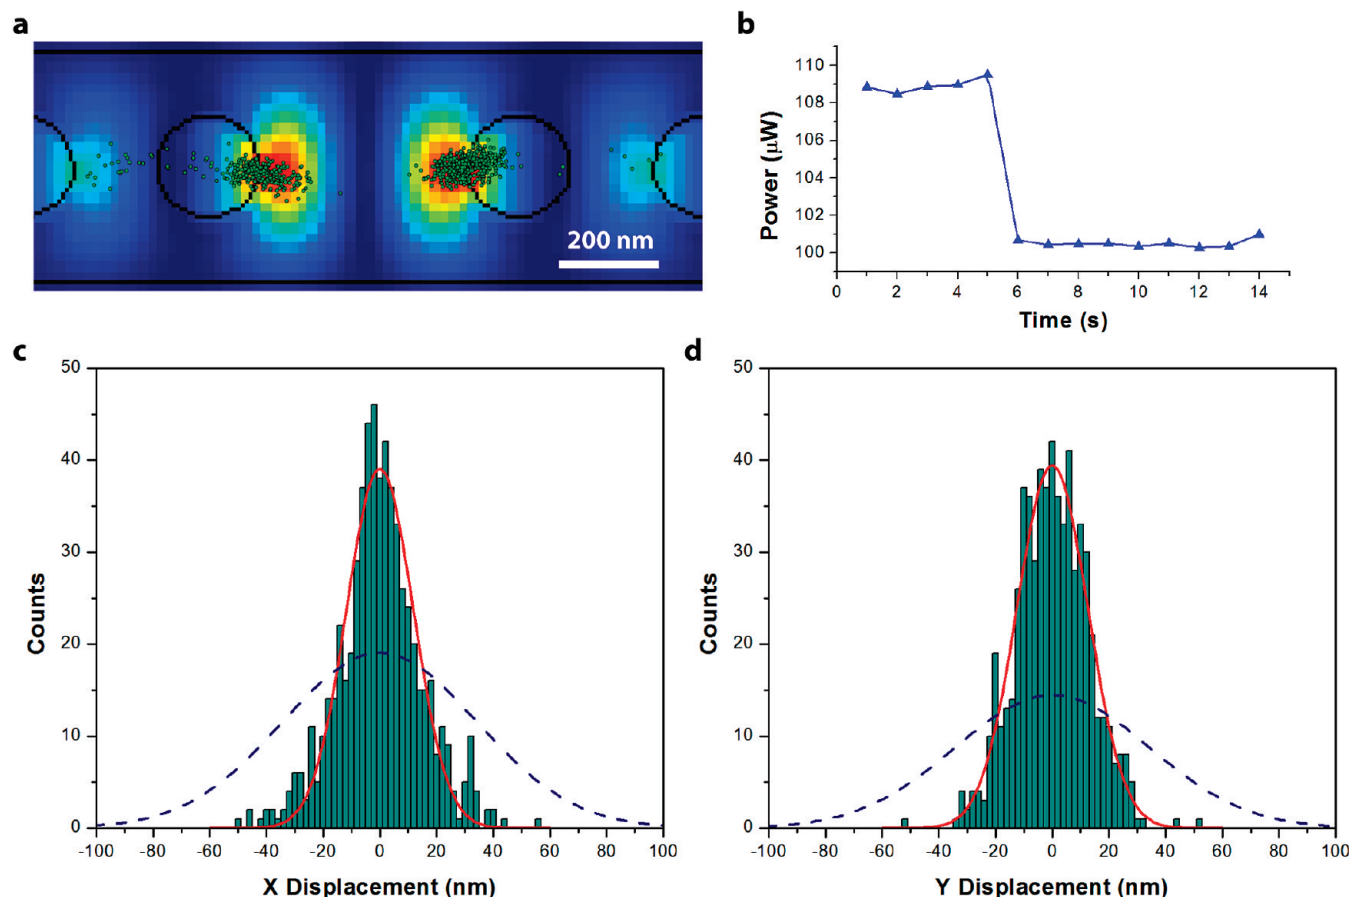 a
200 nm
b
110
108
106
104
102
100
Power (μW)
0 2 4 6 8 10 12 14
Time (s)
c
50
40
30
20
10
0
Counts
-100 -80 -60 -40 -20 0 20 40 60 80 100
X Displacement (nm)
d
50
40
30
20
10
0
Counts
-100 -80 -60 -40 -20 0 20 40 60 80 100
Y Displacement (nm)